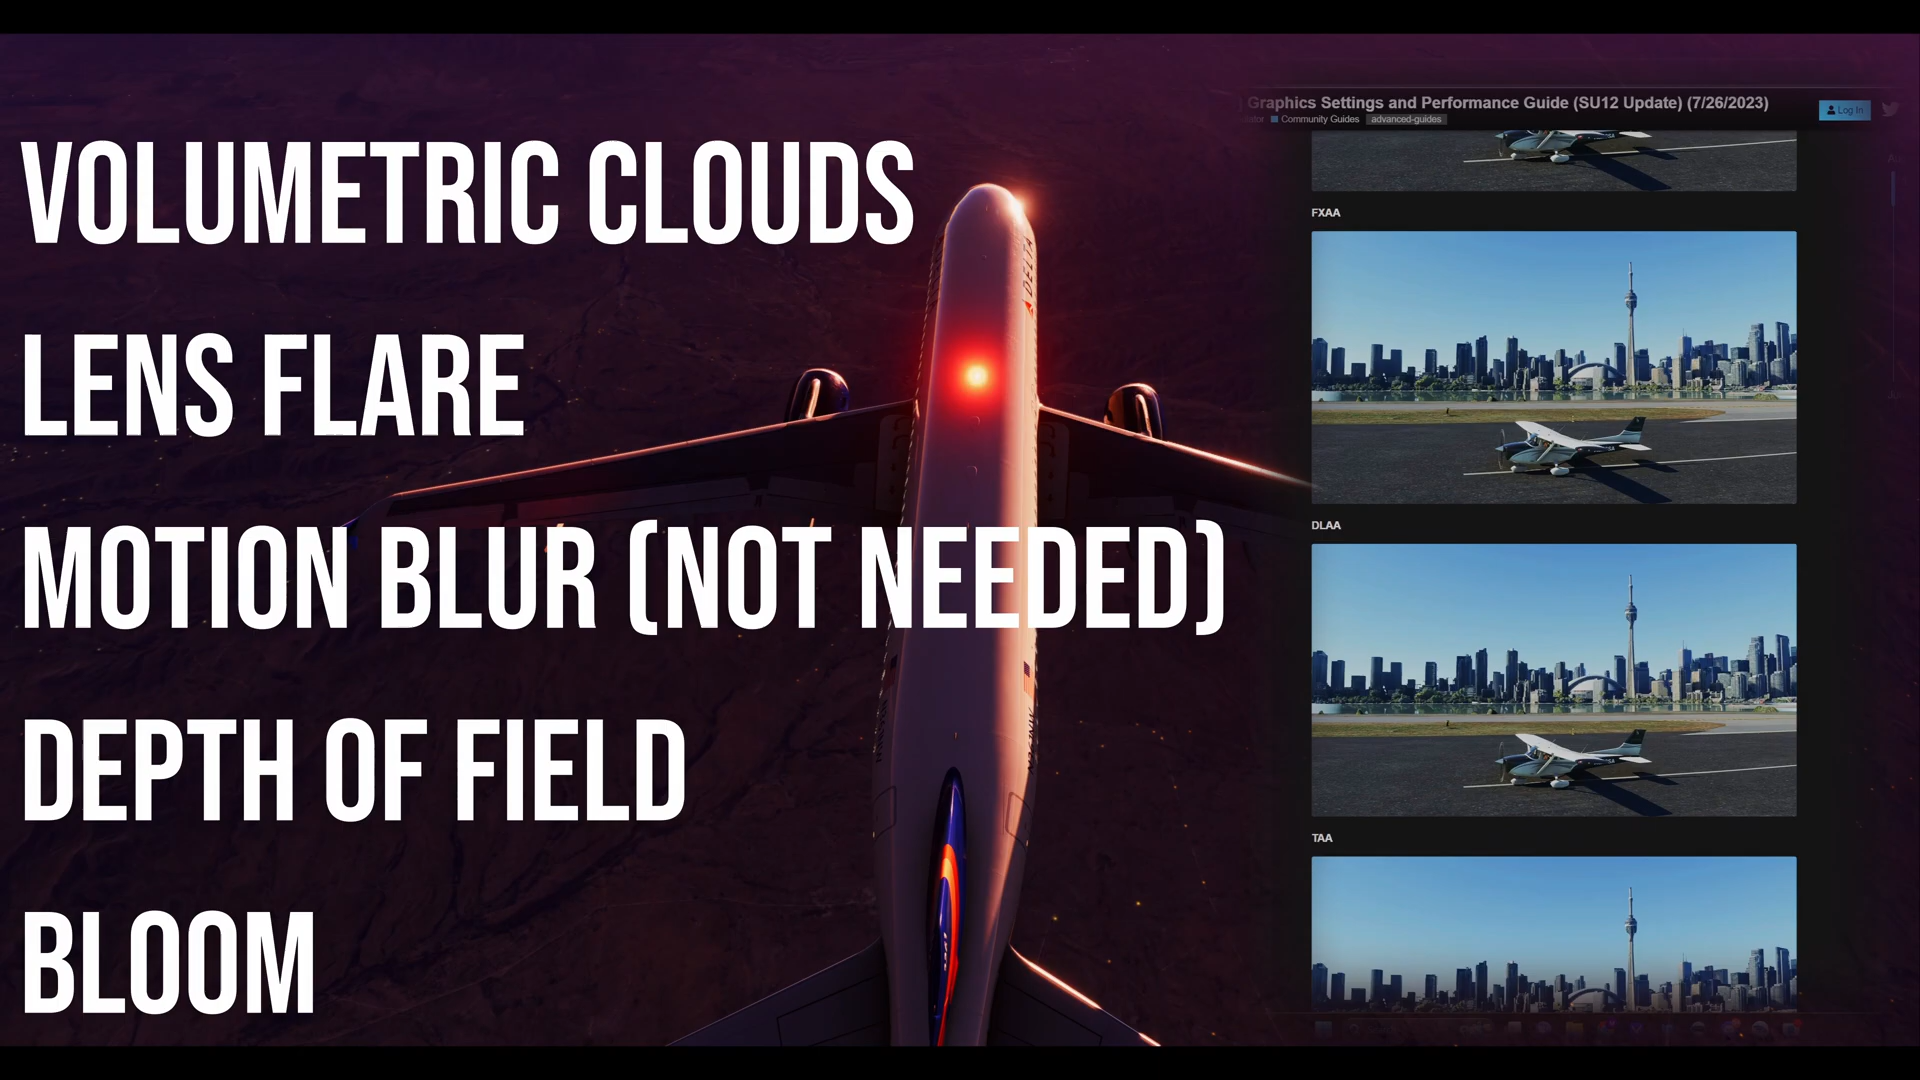 VOLUMETRIC CLOUDS
LENS FLARE
MOTION BLUR (NOT NEEDED)
DEPTH OF FIELD
BLOOM
DELTA
Graphics Settings and Performance Guide (SU12 Update) (7/26/2023)
Community Guides advanced-guides
Log In
FXAA
DLAA
TAA